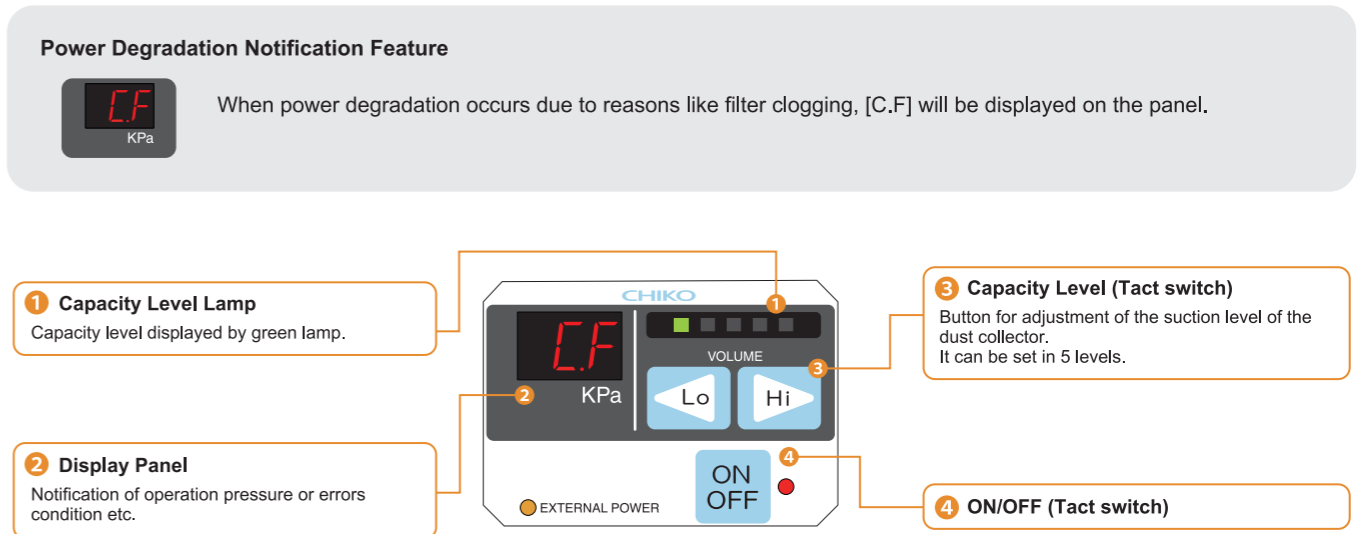 Power Degradation Notification Feature
C.F
KPa
When power degradation occurs due to reasons like filter clogging, [C.F] will be displayed on the panel.
1 Capacity Level Lamp
Capacity level displayed by green lamp.
2 Display Panel
Notification of operation pressure or errors
condition etc.
CHIKO
1
C.F
2
KPa
VOLUME
3
Lo
Hi
4
ON
OFF
EXTERNAL POWER
3 Capacity Level (Tact switch)
Button for adjustment of the suction level of the
dust collector.
It can be set in 5 levels.
4 ON/OFF (Tact switch)